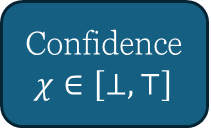 Confidence
χ ∈ [⊥, ⊤]